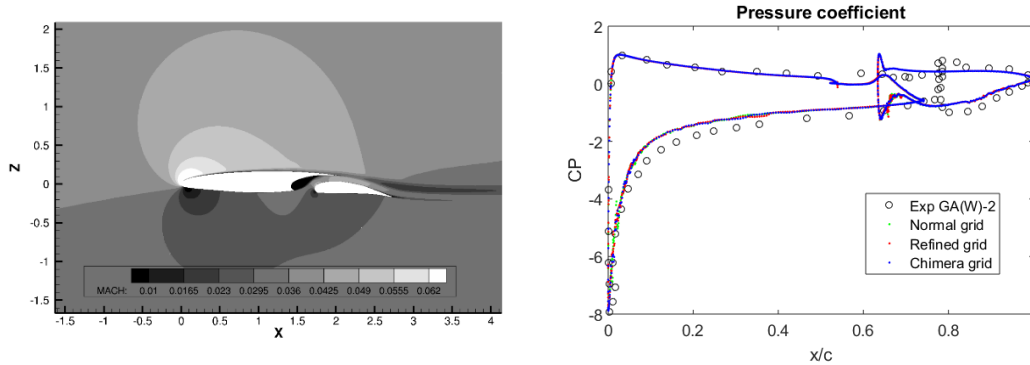 2
1.5
1
0.5
0
-0.5
-1
-1.5
Z
MACH: 0.01 0.0165 0.023 0.0295 0.036 0.0425 0.049 0.0555 0.062
-1.5 -1 -0.5 0 0.5 1 1.5 2 2.5 3 3.5 4
X
Pressure coefficient
2
0
-2
-4
-6
-8
CP
Exp GA(W)-2
Normal grid
Refined grid
Chimera grid
0 0.2 0.4 0.6 0.8
x/c